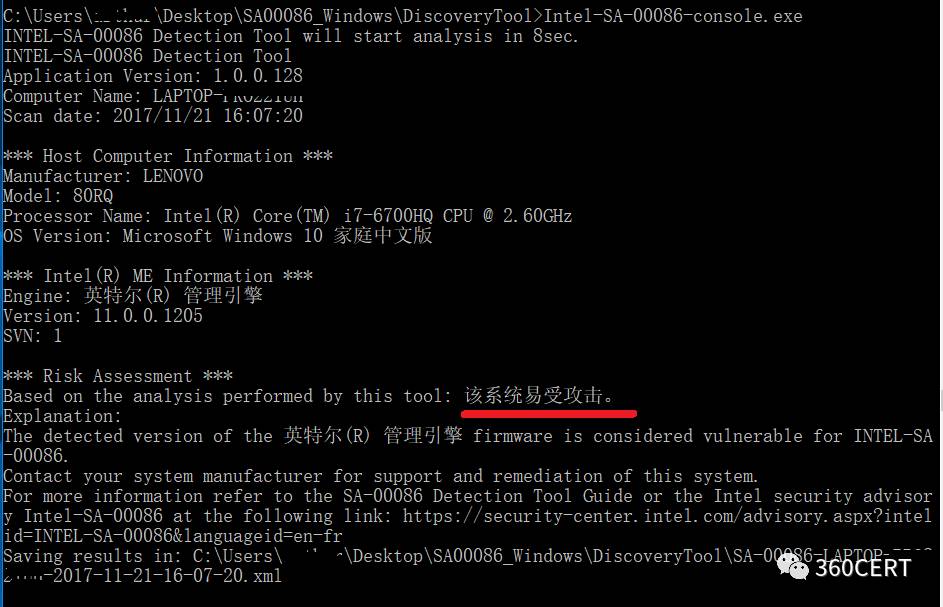 C:\Users\ \Desktop\SA00086_Windows\DiscoveryTool>Intel-SA-00086-console.exe
INTEL-SA-00086 Detection Tool will start analysis in 8sec.
INTEL-SA-00086 Detection Tool
Application Version: 1.0.0.128
Computer Name: LAPTOP-
Scan date: 2017/11/21 16:07:20
*** Host Computer Information ***
Manufacturer: LENOVO
Model: 80RQ
Processor Name: Intel(R) Core(TM) i7-6700HQ CPU @ 2.60GHz
OS Version: Microsoft Windows 10 家庭中文版
*** Intel(R) ME Information ***
Engine: 英特尔(R) 管理引擎
Version: 11.0.0.1205
SVN: 1
*** Risk Assessment ***
Based on the analysis performed by this tool: 该系统易受攻击。
Explanation:
The detected version of the 英特尔(R) 管理引擎 firmware is considered vulnerable for INTEL-SA
-00086.
Contact your system manufacturer for support and remediation of this system.
For more information refer to the SA-00086 Detection Tool Guide or the Intel security advisor
y Intel-SA-00086 at the following link: https://security-center.intel.com/advisory.aspx?intel
id=INTEL-SA-00086&languageid=en-fr
Saving results in: C:\Users\ \Desktop\SA00086_Windows\DiscoveryTool\SA-00086-LAPTOP-
-2017-11-21-16-07-20.xml
360CERT